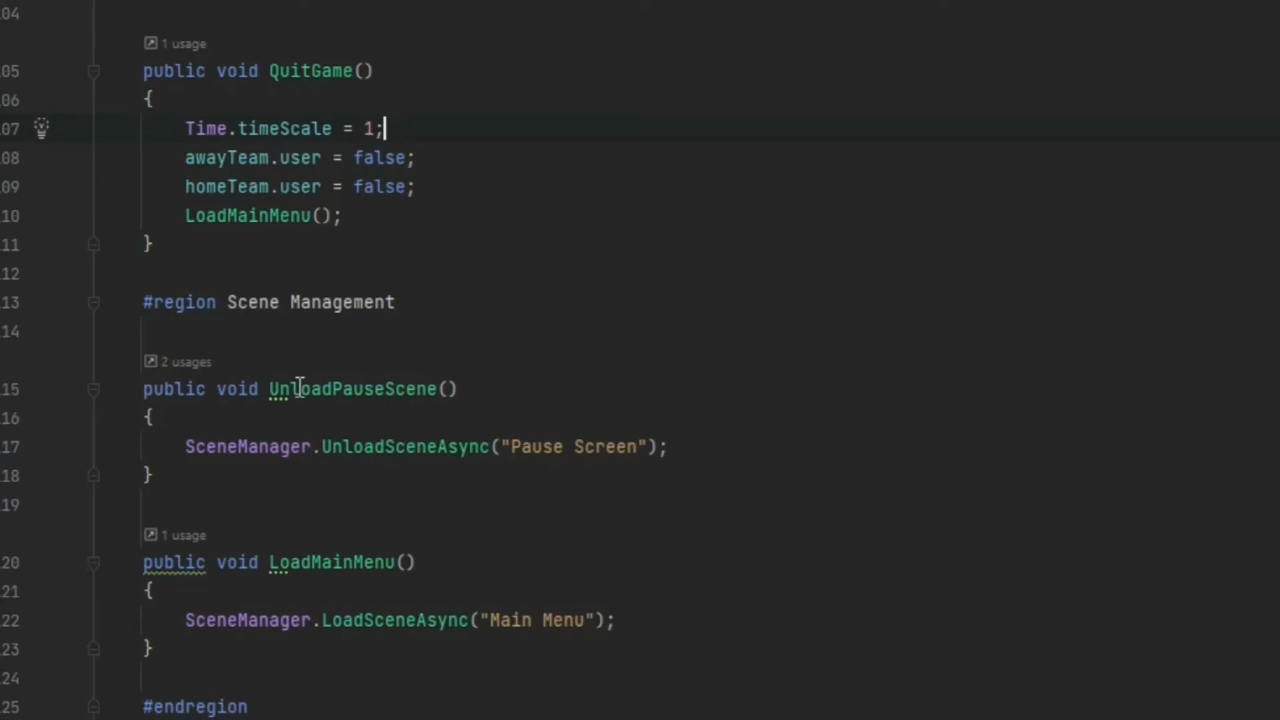 04
1 usage
05 public void QuitGame()
06 {
07 Time.timeScale = 1;
08 awayTeam.user = false;
09 homeTeam.user = false;
10 LoadMainMenu();
11 }
12
13 #region Scene Management
14
2 usages
15 public void UnloadPauseScene()
16 {
17 SceneManager.UnloadSceneAsync("Pause Screen");
18 }
19
1 usage
20 public void LoadMainMenu()
21 {
22 SceneManager.LoadSceneAsync("Main Menu");
23 }
24
25 #endregion